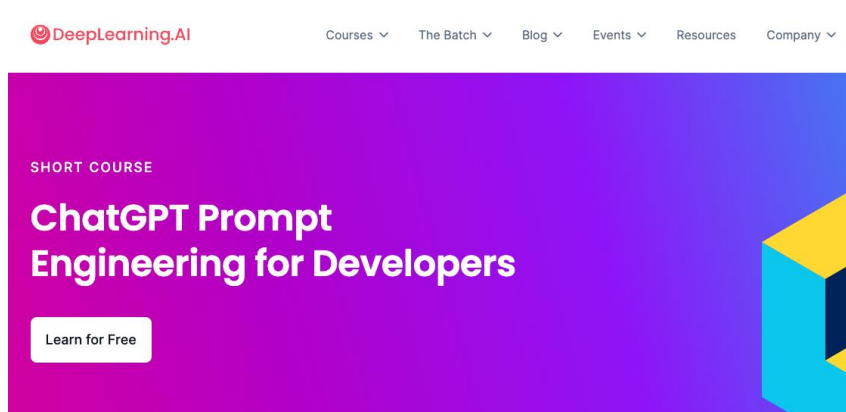 DeepLearning.AI Courses The Batch Blog Events Resources Company
SHORT COURSE
ChatGPT Prompt
Engineering for Developers
Learn for Free